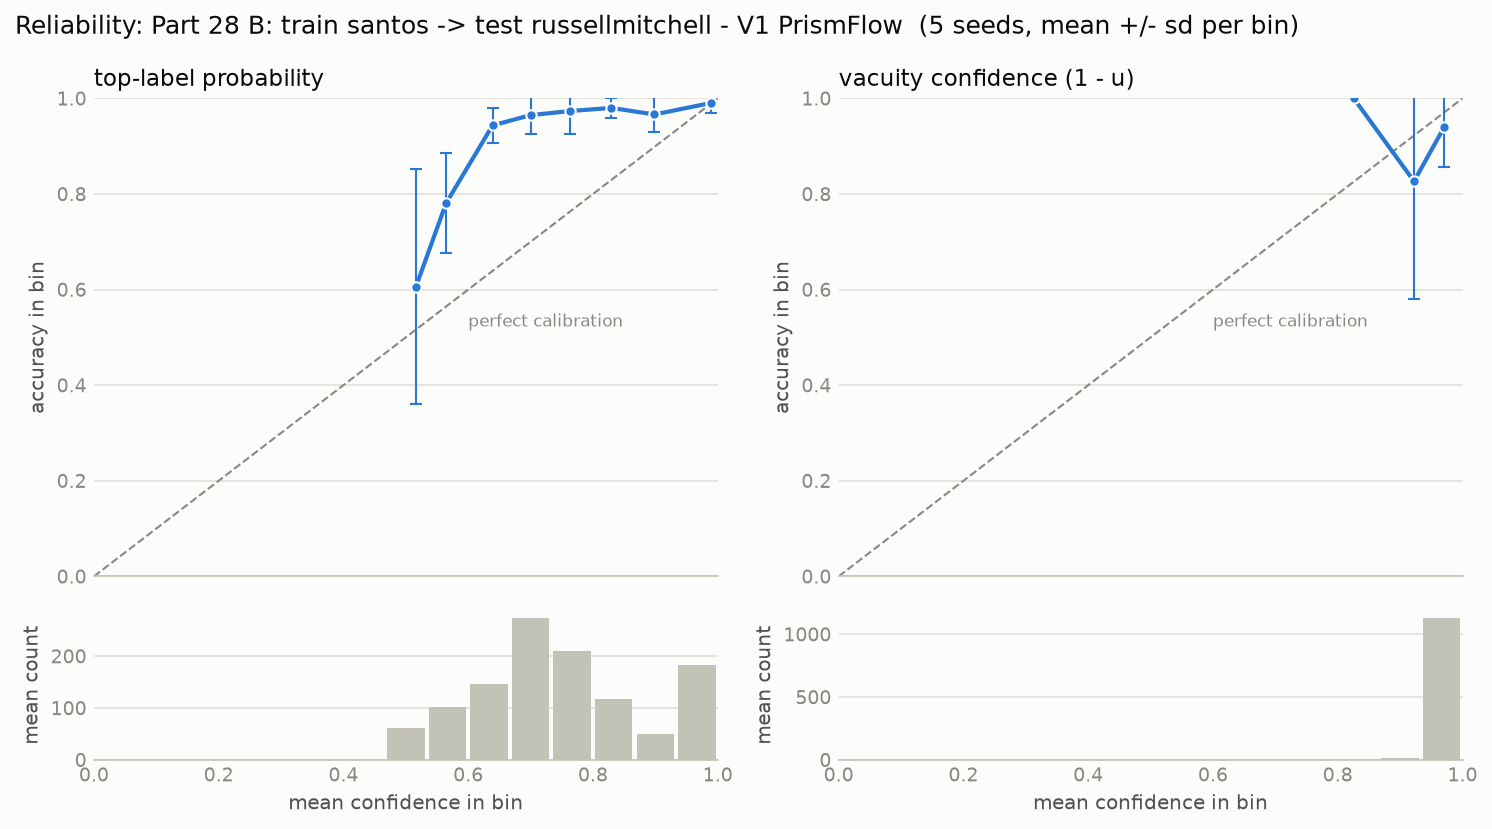 Reliability: Part 28 B: train santos -> test russellmitchell - V1 PrismFlow  (5 seeds, mean +/- sd per bin)
top-label probability
1.0
0.8
0.6
0.4
0.2
0.0
accuracy in bin
perfect calibration
200
100
0
mean count
0.0 0.2 0.4 0.6 0.8 1.0
mean confidence in bin
vacuity confidence (1 - u)
1.0
0.8
0.6
0.4
0.2
0.0
accuracy in bin
perfect calibration
1000
500
0
mean count
0.0 0.2 0.4 0.6 0.8 1.0
mean confidence in bin